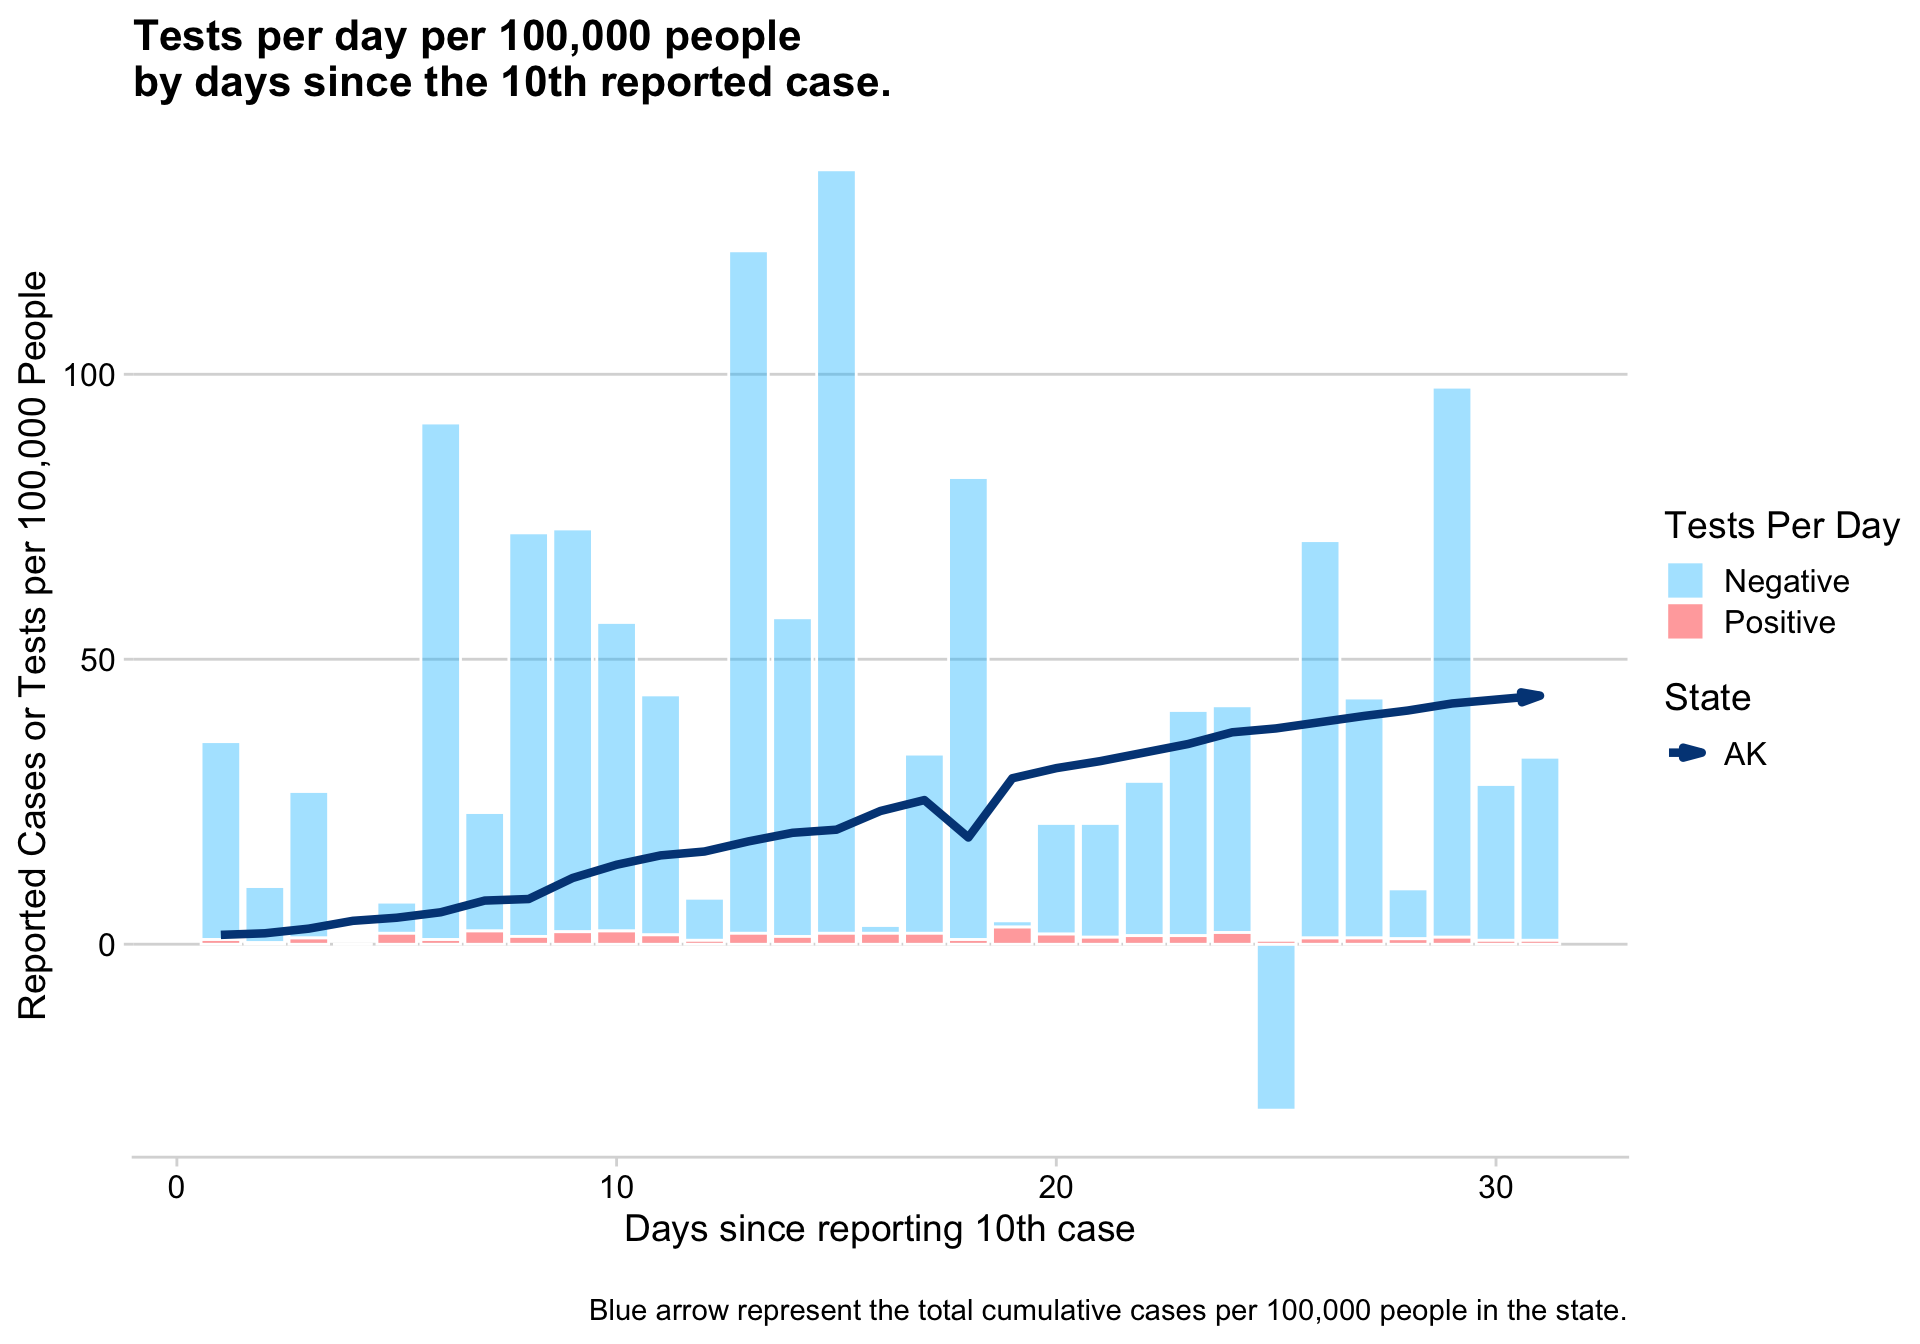 Tests per day per 100,000 people
by days since the 10th reported case.
Reported Cases or Tests per 100,000 People
100
50
0
0
10
20
30
Days since reporting 10th case
Tests Per Day
Negative
Positive
State
AK
Blue arrow represent the total cumulative cases per 100,000 people in the state.